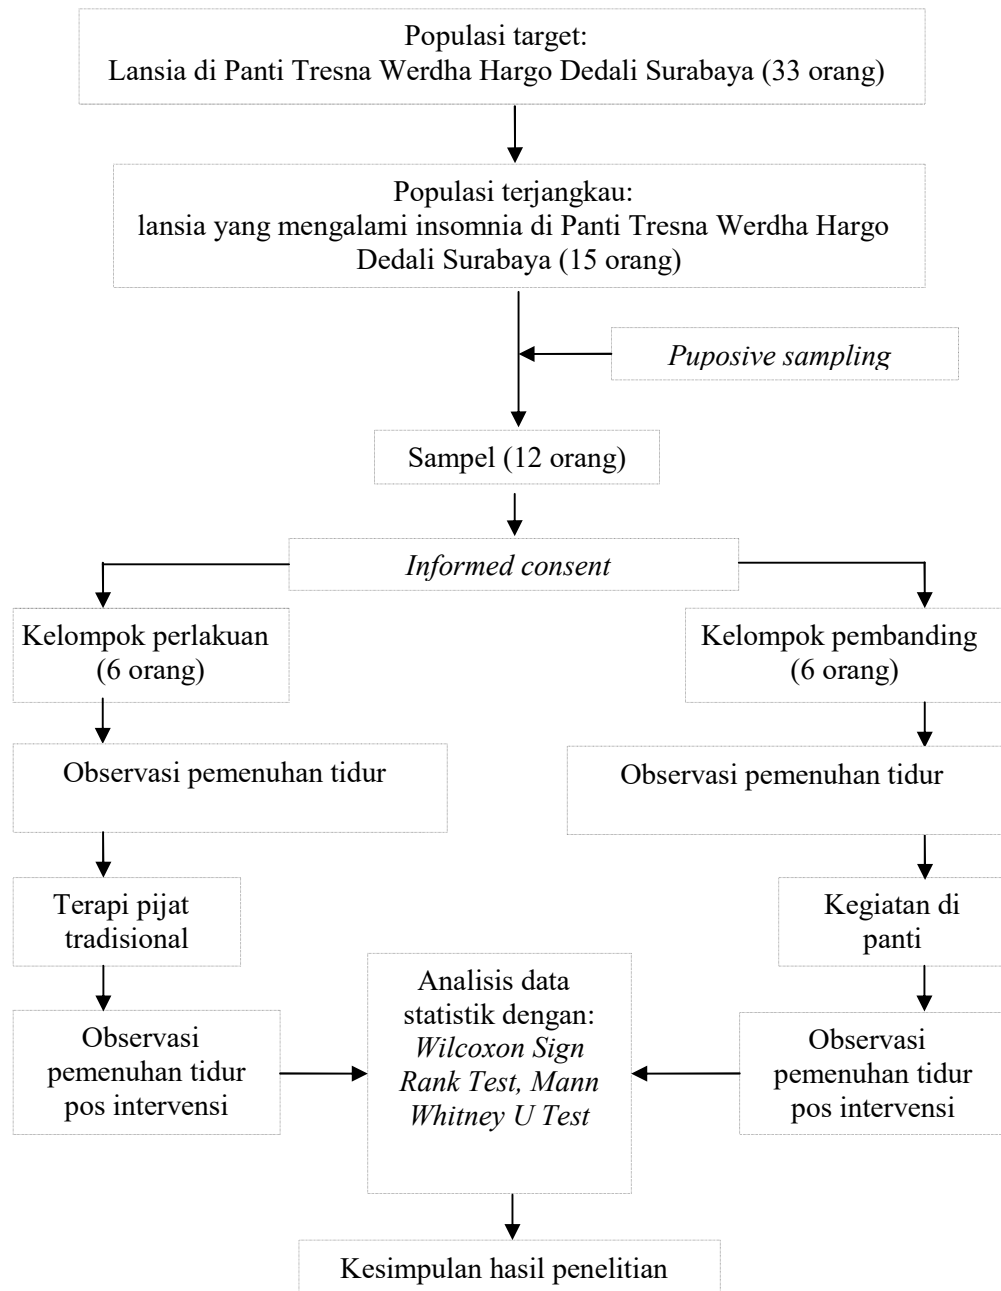 Populasi target:
Lansia di Panti Tresna Werdha Hargo Dedali Surabaya (33 orang)
Populasi terjangkau:
lansia yang mengalami insomnia di Panti Tresna Werdha Hargo
Dedali Surabaya (15 orang)
Puposive sampling
Sampel (12 orang)
Informed consent
Kelompok perlakuan
(6 orang)
Kelompok pembanding
(6 orang)
Observasi pemenuhan tidur
Observasi pemenuhan tidur
Terapi pijat
tradisional
Kegiatan di
panti
Analisis data
statistik dengan:
Wilcoxon Sign
Rank Test, Mann
Whitney U Test
Observasi
pemenuhan tidur
pos intervensi
Observasi
pemenuhan tidur
pos intervensi
Kesimpulan hasil penelitian